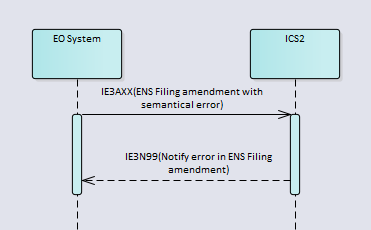 EO System
ICS2
IE3AXX(ENS Filing amendment with
semantical error)
IE3N99(Notify error in ENS Filing
amendment)